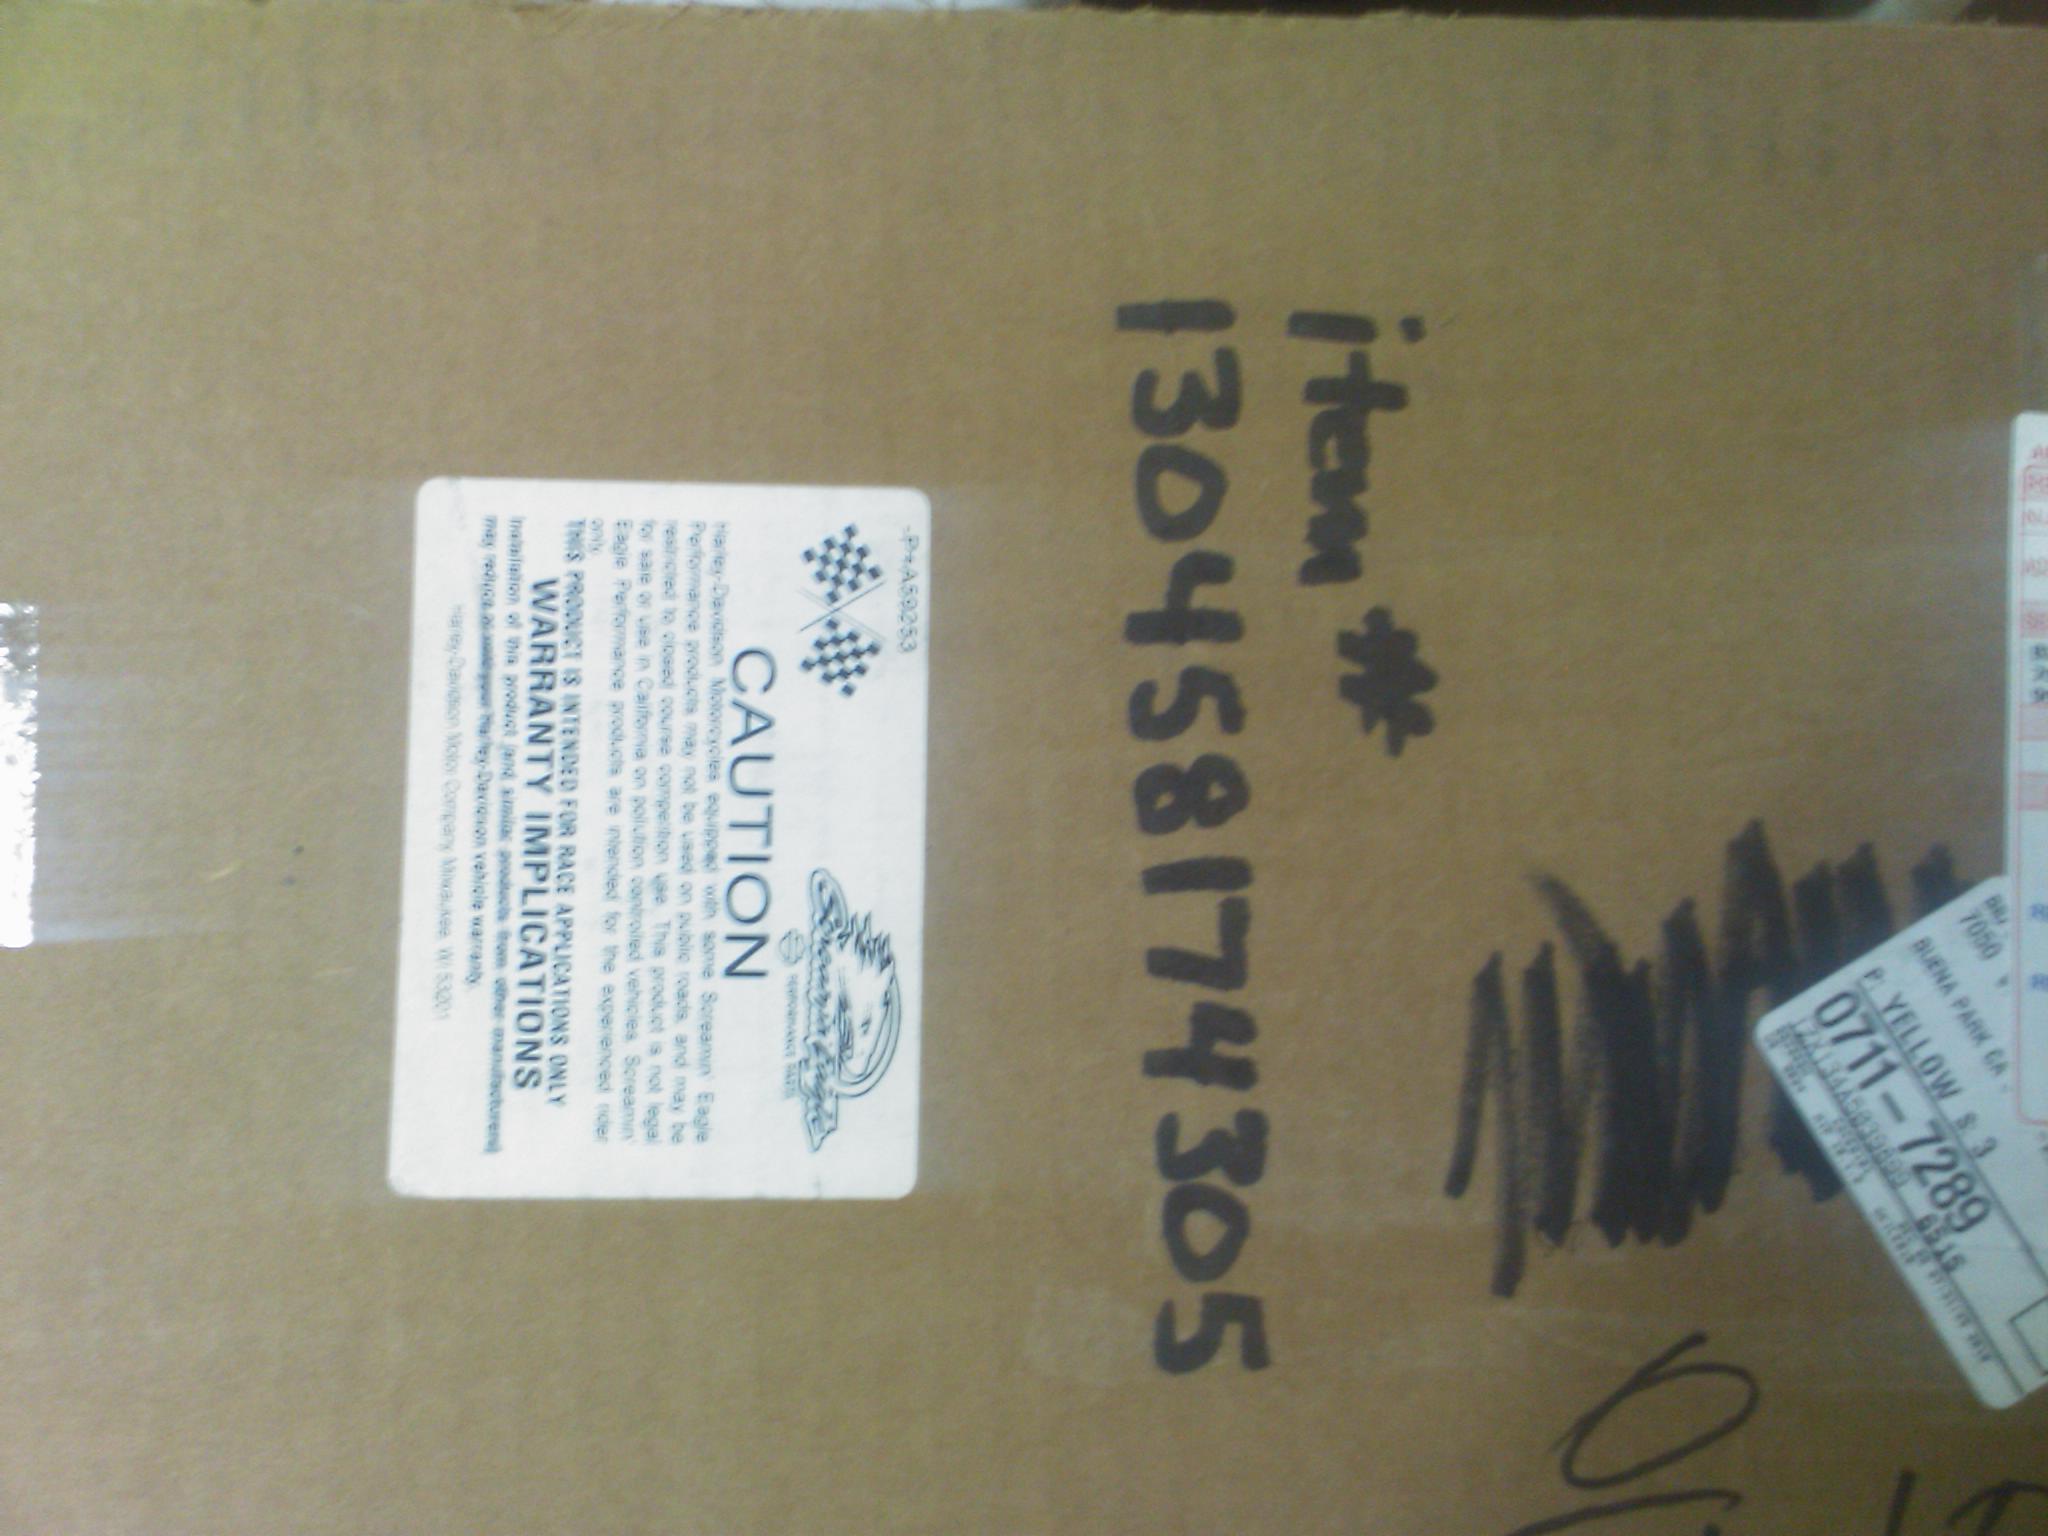 item #
130458174305
-P+A59253
Screamin' Eagle
PERFORMANCE PARTS
CAUTION
Harley-Davidson Motorcycles equipped with some Screamin' Eagle
Performance products may not be used on public roads, and may be
restricted to closed course competition use. This product is not legal
for sale or use in California on pollution controlled vehicles. Screamin'
Eagle Performance products are intended for the experienced rider
only.
THIS PRODUCT IS INTENDED FOR RACE APPLICATIONS ONLY
WARRANTY IMPLICATIONS
Installation of this product (and similar products from other manufacturers)
may reduce or void your Harley-Davidson vehicle warranty.
Harley-Davidson Motor Company, Milwaukee, WI 53201
7050
BUENA PARK CA
P: YELLOW S: 3
0711-7289